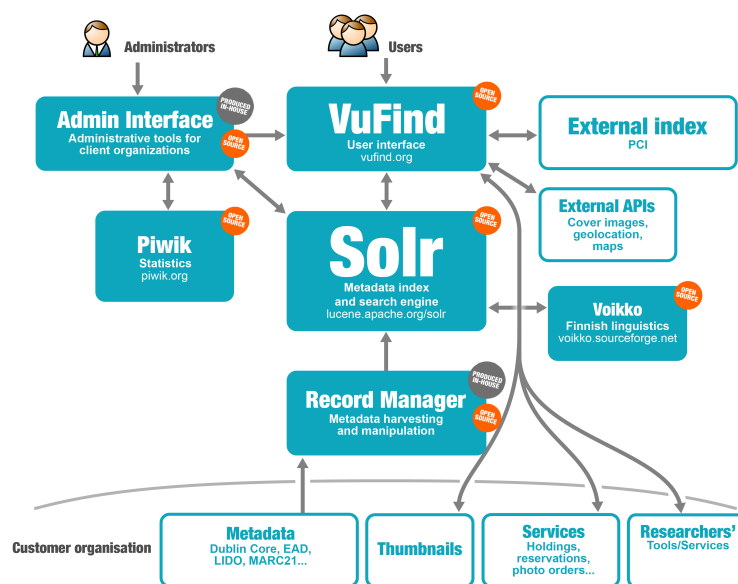 Administrators
Users
PRODUCED
IN-HOUSE
OPEN
SOURCE
Admin Interface
Administrative tools for
client organizations
OPEN
SOURCE
VuFind
User interface
vufind.org
External index
PCI
OPEN
SOURCE
Piwik
Statistics
piwik.org
OPEN
SOURCE
Solr
Metadata index
and search engine
lucene.apache.org/solr
External APIs
Cover images,
geolocation,
maps
OPEN
SOURCE
Voikko
Finnish linguistics
voikko.sourceforge.net
PRODUCED
IN-HOUSE
Record Manager
Metadata harvesting
and manipulation
OPEN
SOURCE
Customer organisation
Metadata
Dublin Core, EAD,
LIDO, MARC21...
Thumbnails
Services
Holdings,
reservations,
photo orders...
Researchers'
Tools/Services